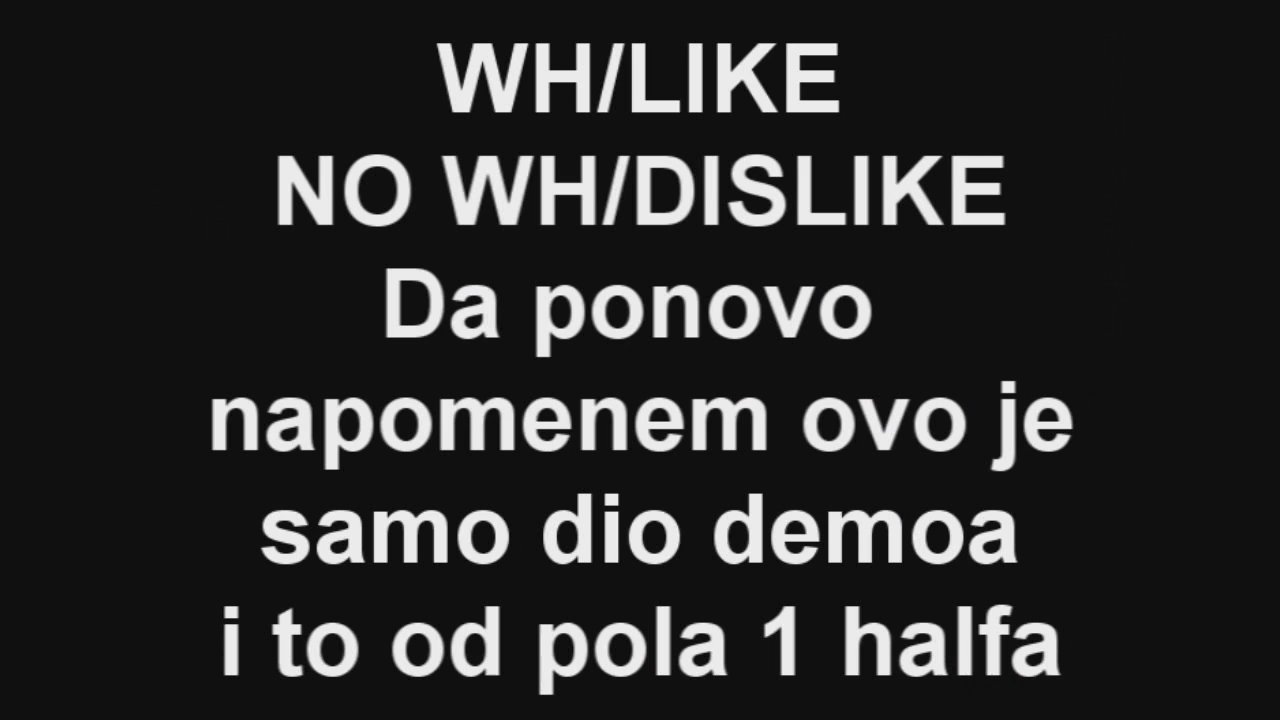 WH/LIKE
NO WH/DISLIKE
Da ponovo
napomenem ovo je
samo dio demoa
i to od pola 1 halfa